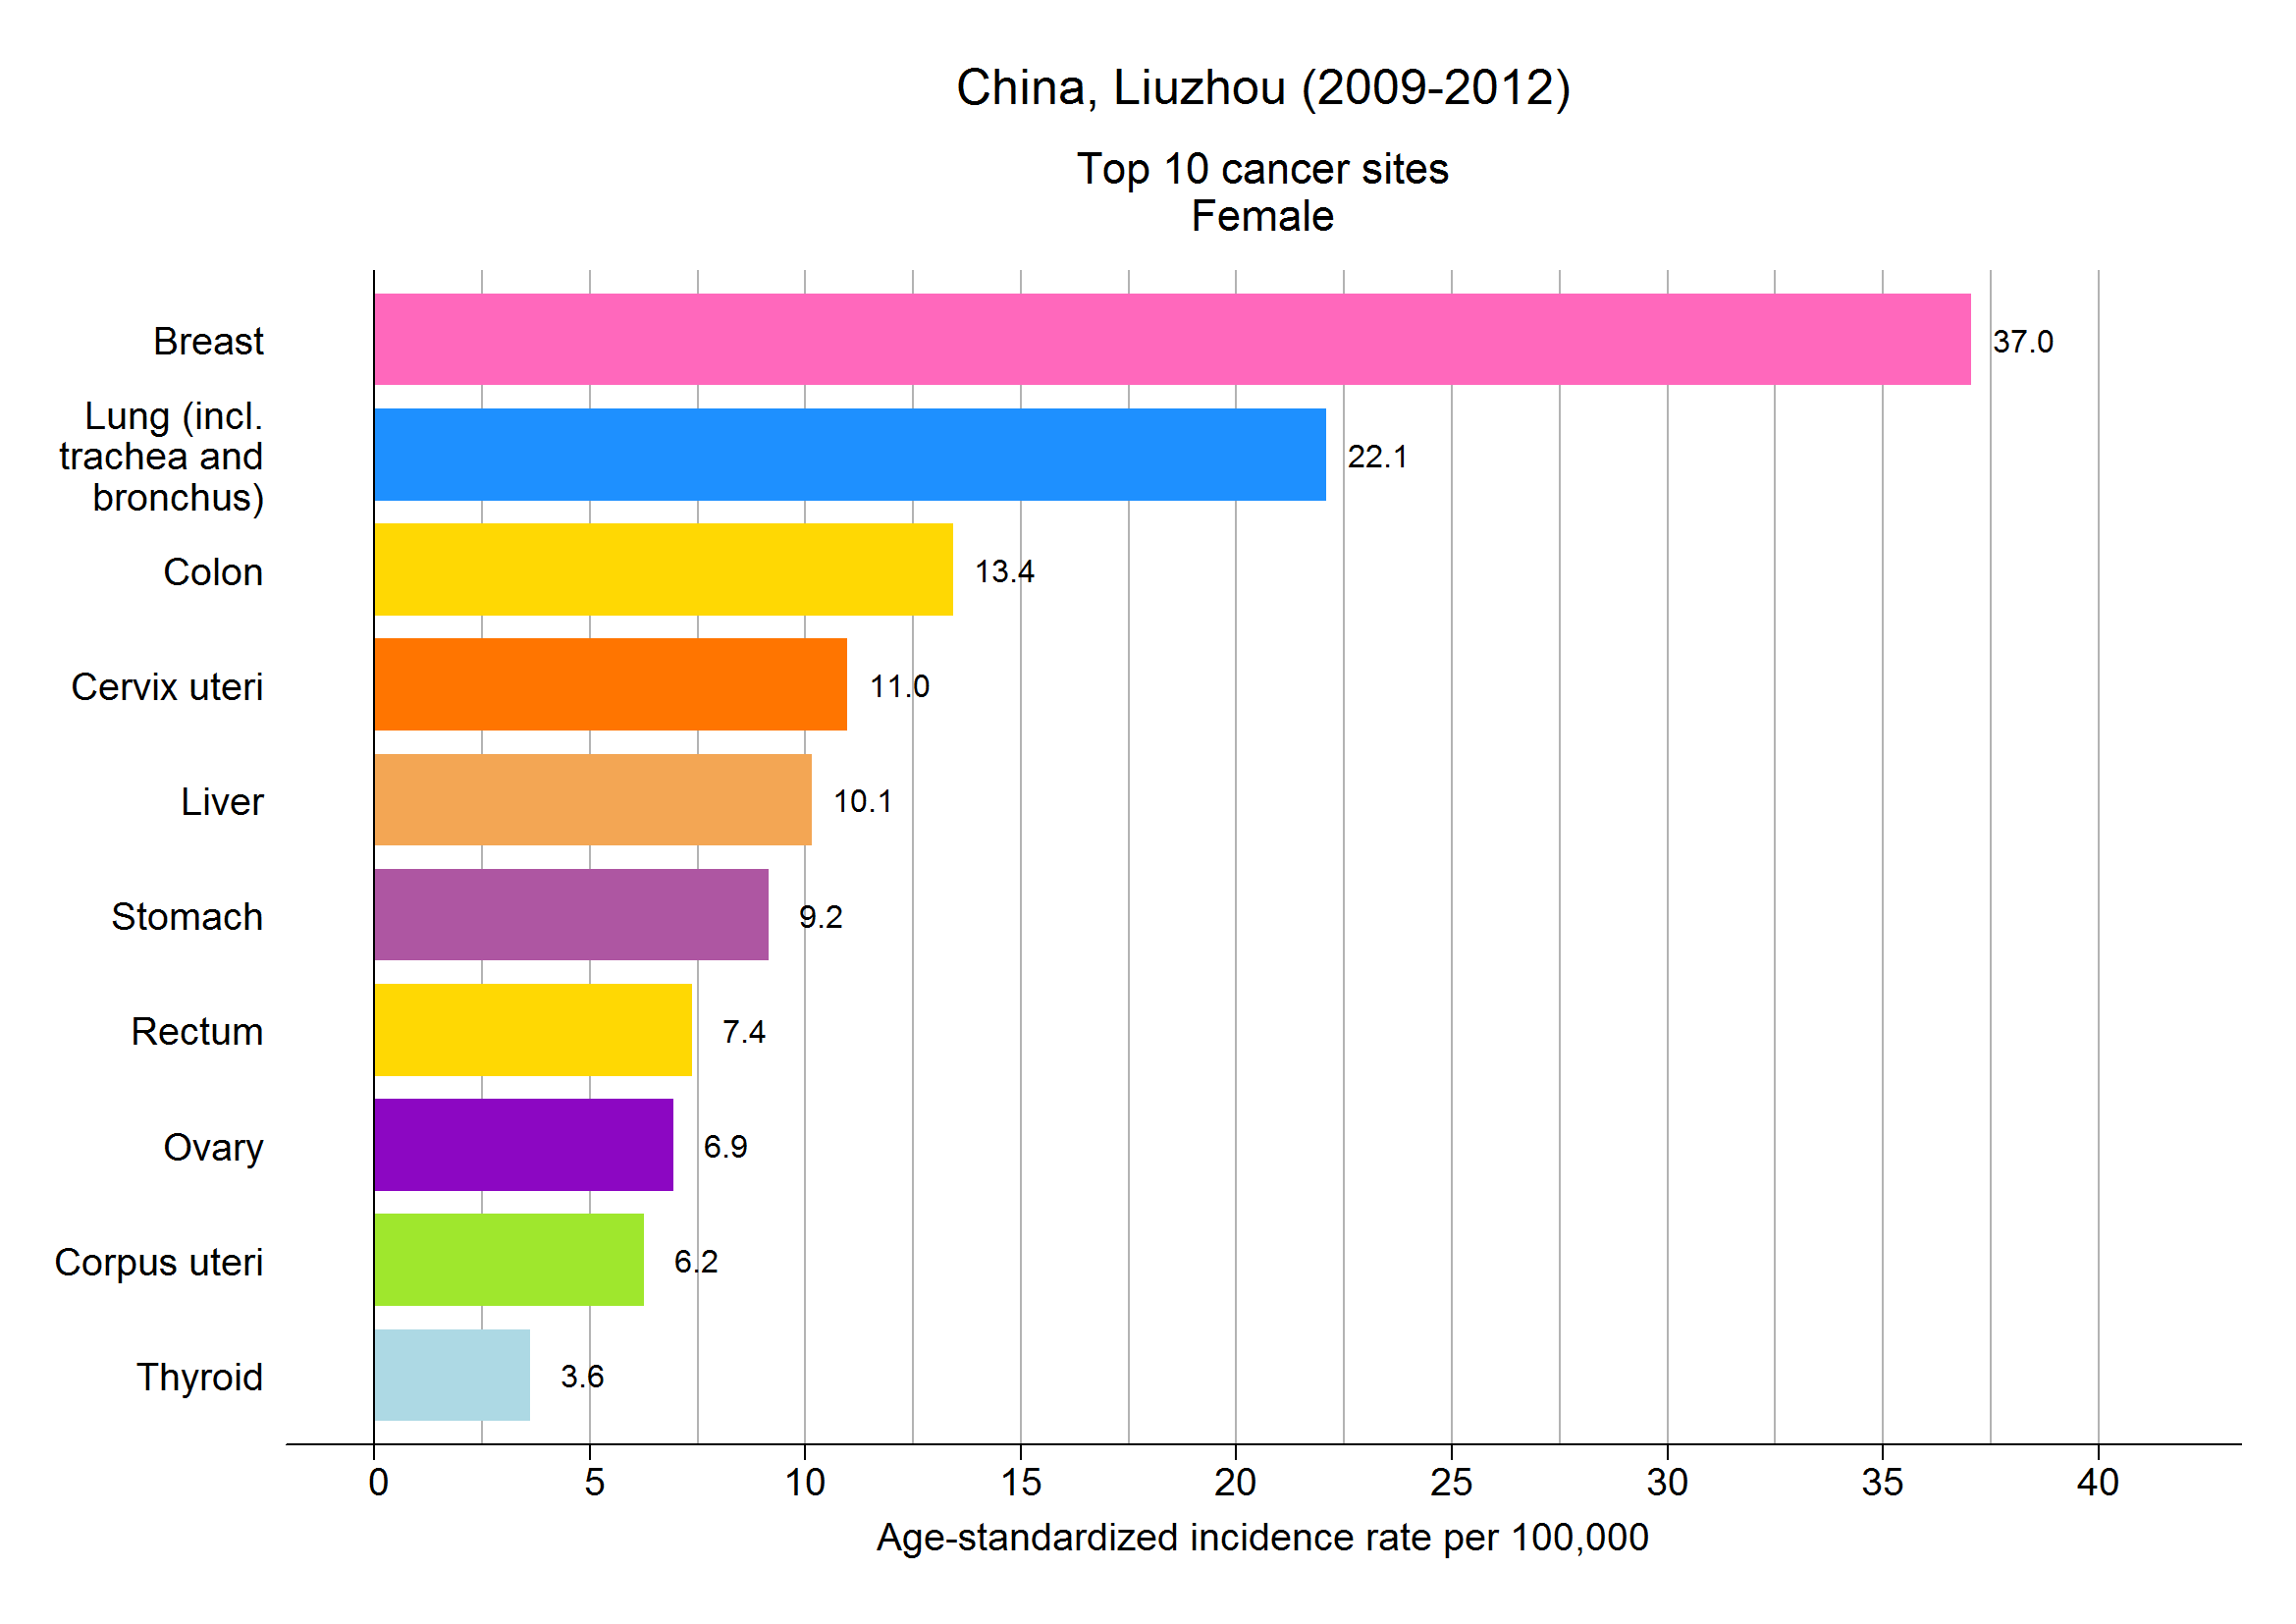 China, Liuzhou (2009-2012)
Top 10 cancer sites
Female
Breast
37.0
Lung (incl.
trachea and
bronchus)
22.1
Colon
13.4
Cervix uteri
11.0
Liver
10.1
Stomach
9.2
Rectum
7.4
Ovary
6.9
Corpus uteri
6.2
Thyroid
3.6
0 5 10 15 20 25 30 35 40
Age-standardized incidence rate per 100,000